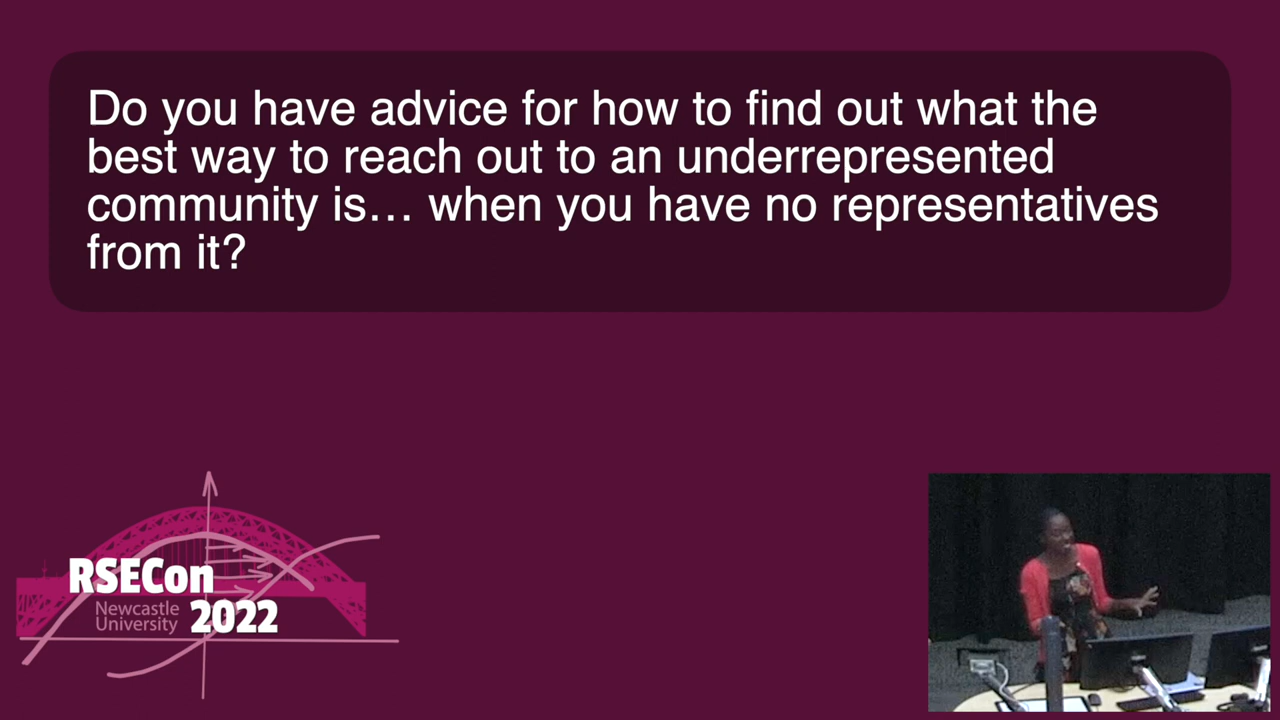 Do you have advice for how to find out what the
best way to reach out to an underrepresented
community is... when you have no representatives
from it?
RSECon
Newcastle
University
2022